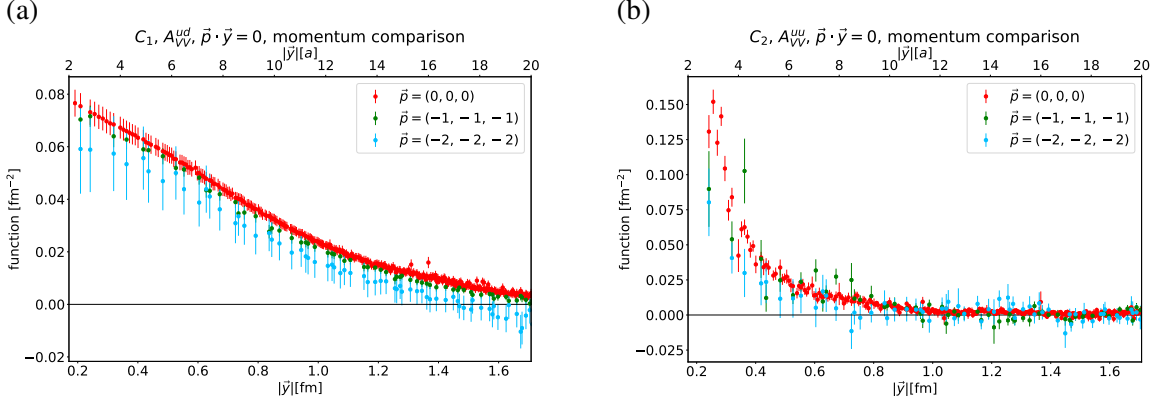 (a)
C₁, A_{VV}^{ud}, p⃗ · y⃗ = 0, momentum comparison
|y⃗|[a]
2 4 6 8 10 12 14 16 18 20
p⃗ = (0, 0, 0)
p⃗ = (−1, −1, −1)
p⃗ = (−2, −2, −2)
function [fm⁻²]
0.08
0.06
0.04
0.02
0.00
−0.02
0.2 0.4 0.6 0.8 1.0 1.2 1.4 1.6
|y⃗|[fm]
(b)
C₂, A_{VV}^{uu}, p⃗ · y⃗ = 0, momentum comparison
|y⃗|[a]
2 4 6 8 10 12 14 16 18 20
p⃗ = (0, 0, 0)
p⃗ = (−1, −1, −1)
p⃗ = (−2, −2, −2)
function [fm⁻²]
0.150
0.125
0.100
0.075
0.050
0.025
0.000
−0.025
0.2 0.4 0.6 0.8 1.0 1.2 1.4 1.6
|y⃗|[fm]